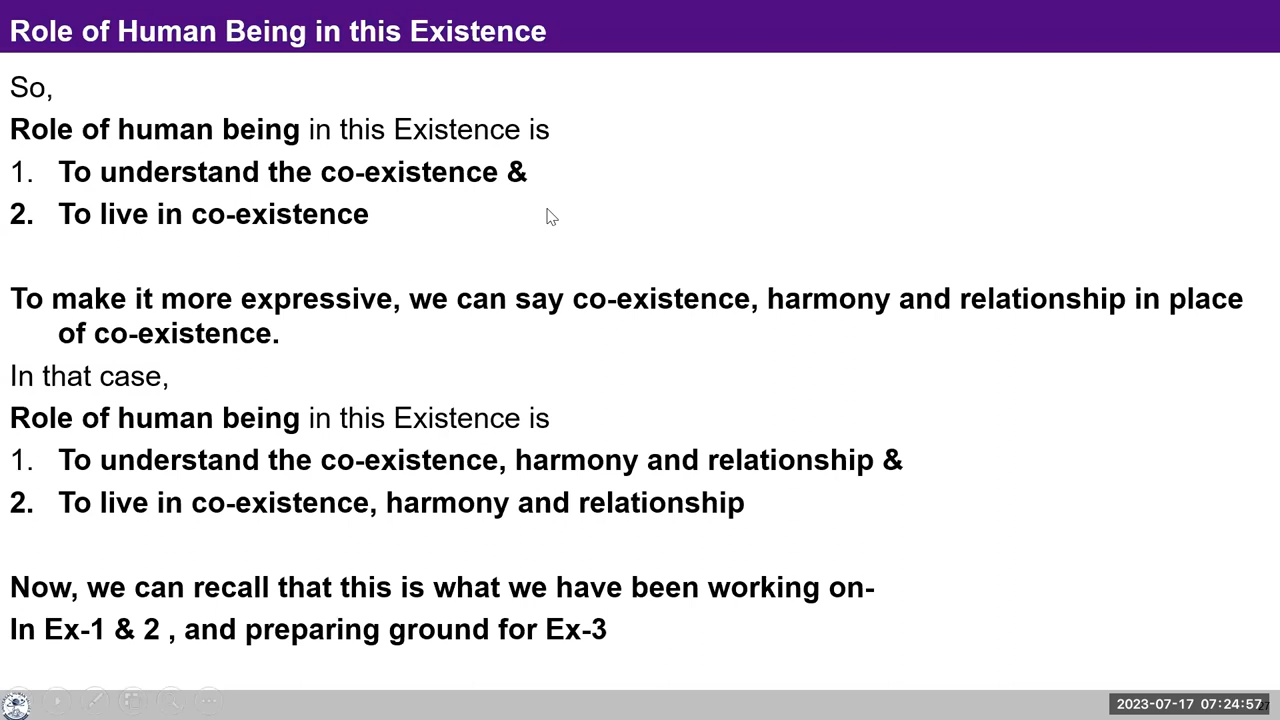 Role of Human Being in this Existence
So,
Role of human being in this Existence is
1. To understand the co-existence &
2. To live in co-existence
To make it more expressive, we can say co-existence, harmony and relationship in place
of co-existence.
In that case,
Role of human being in this Existence is
1. To understand the co-existence, harmony and relationship &
2. To live in co-existence, harmony and relationship
Now, we can recall that this is what we have been working on-
In Ex-1 & 2 , and preparing ground for Ex-3
2023-07-17 07:24:57